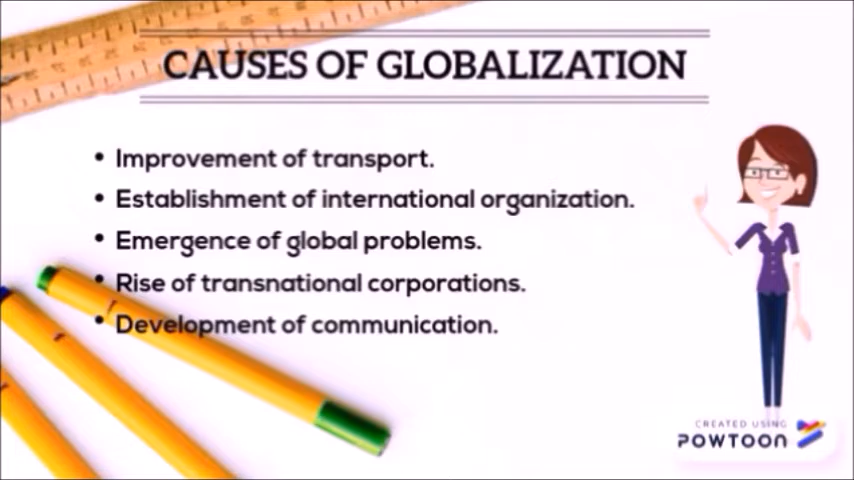 CAUSES OF GLOBALIZATION
• Improvement of transport.
• Establishment of international organization.
• Emergence of global problems.
• Rise of transnational corporations.
• Development of communication.
CREATED USING
POWTOON